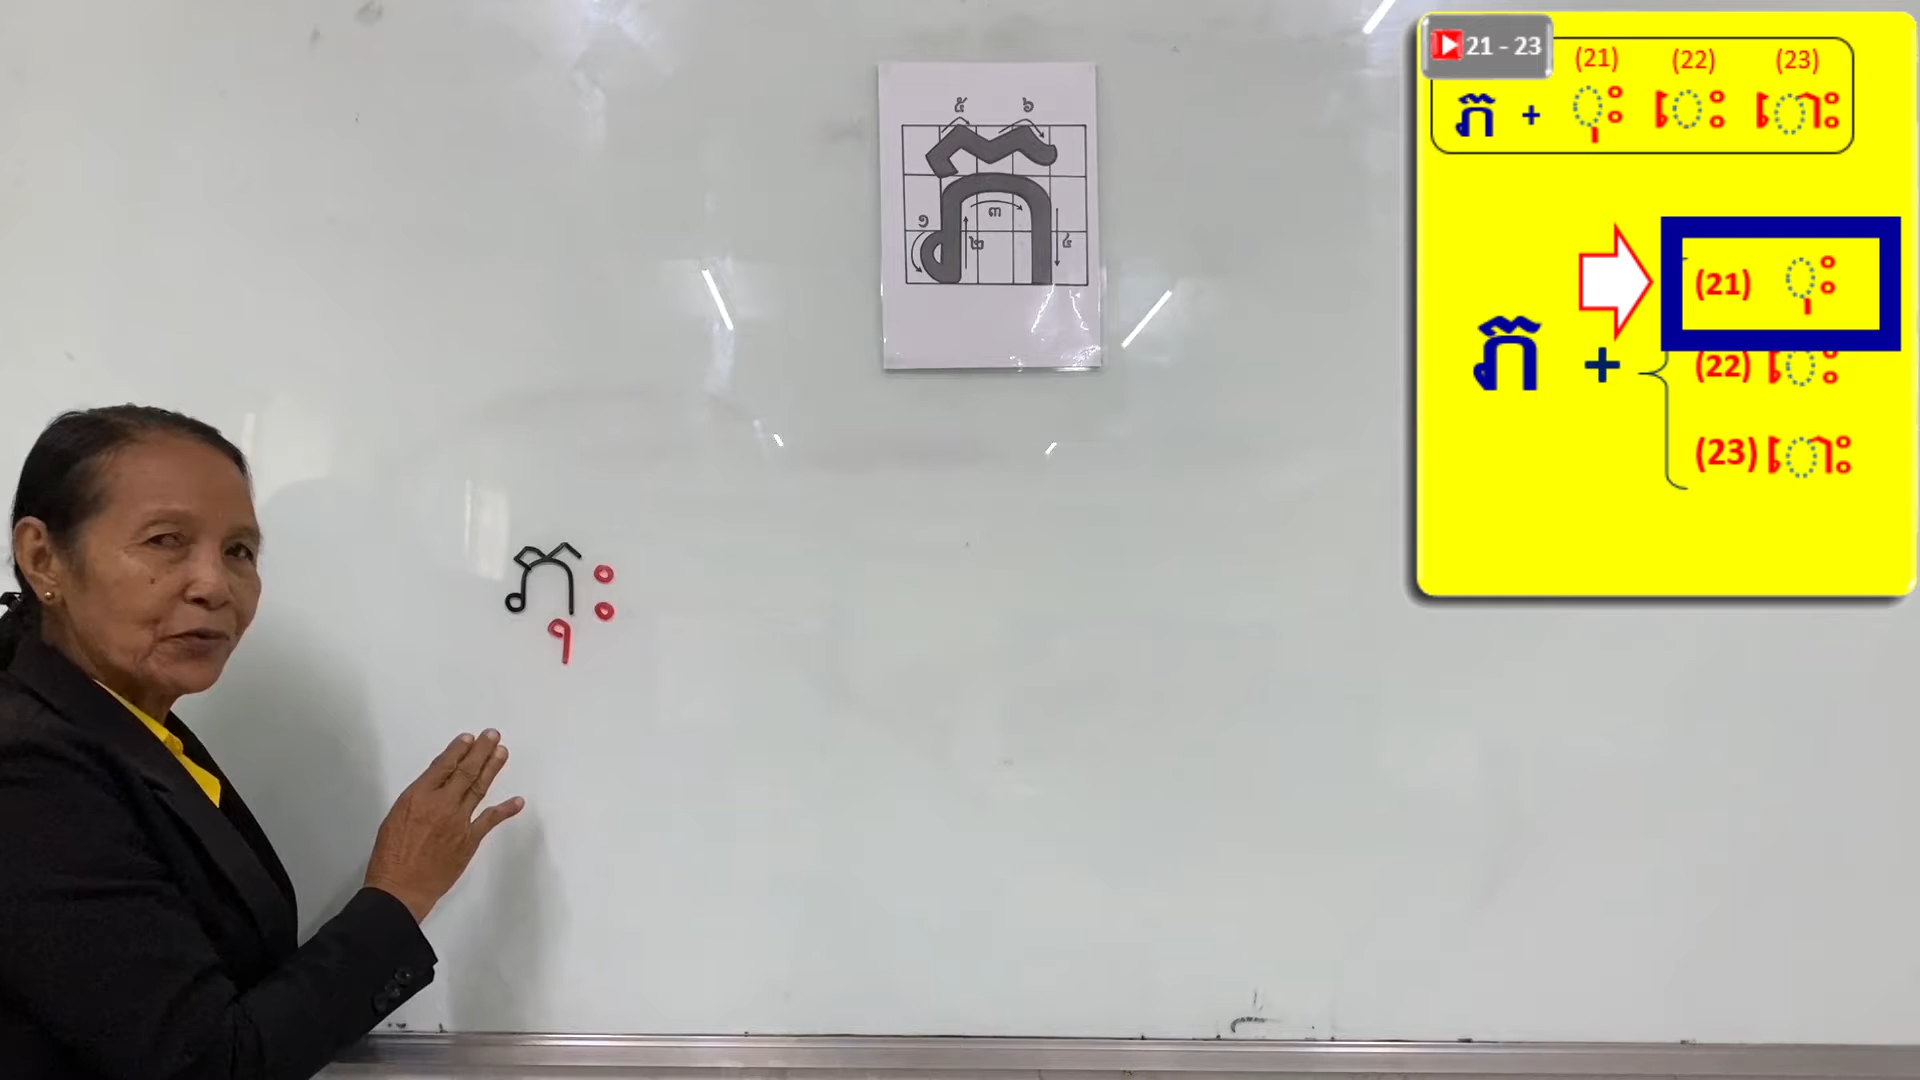 ៥ ៦
១ ៣ ២ ៤
ក
កុះ
21 - 23
(21) (22) (23)
ក + ុះ េះ ោះ
(21) ុះ
ក +
(22) េះ
(23) ោះ